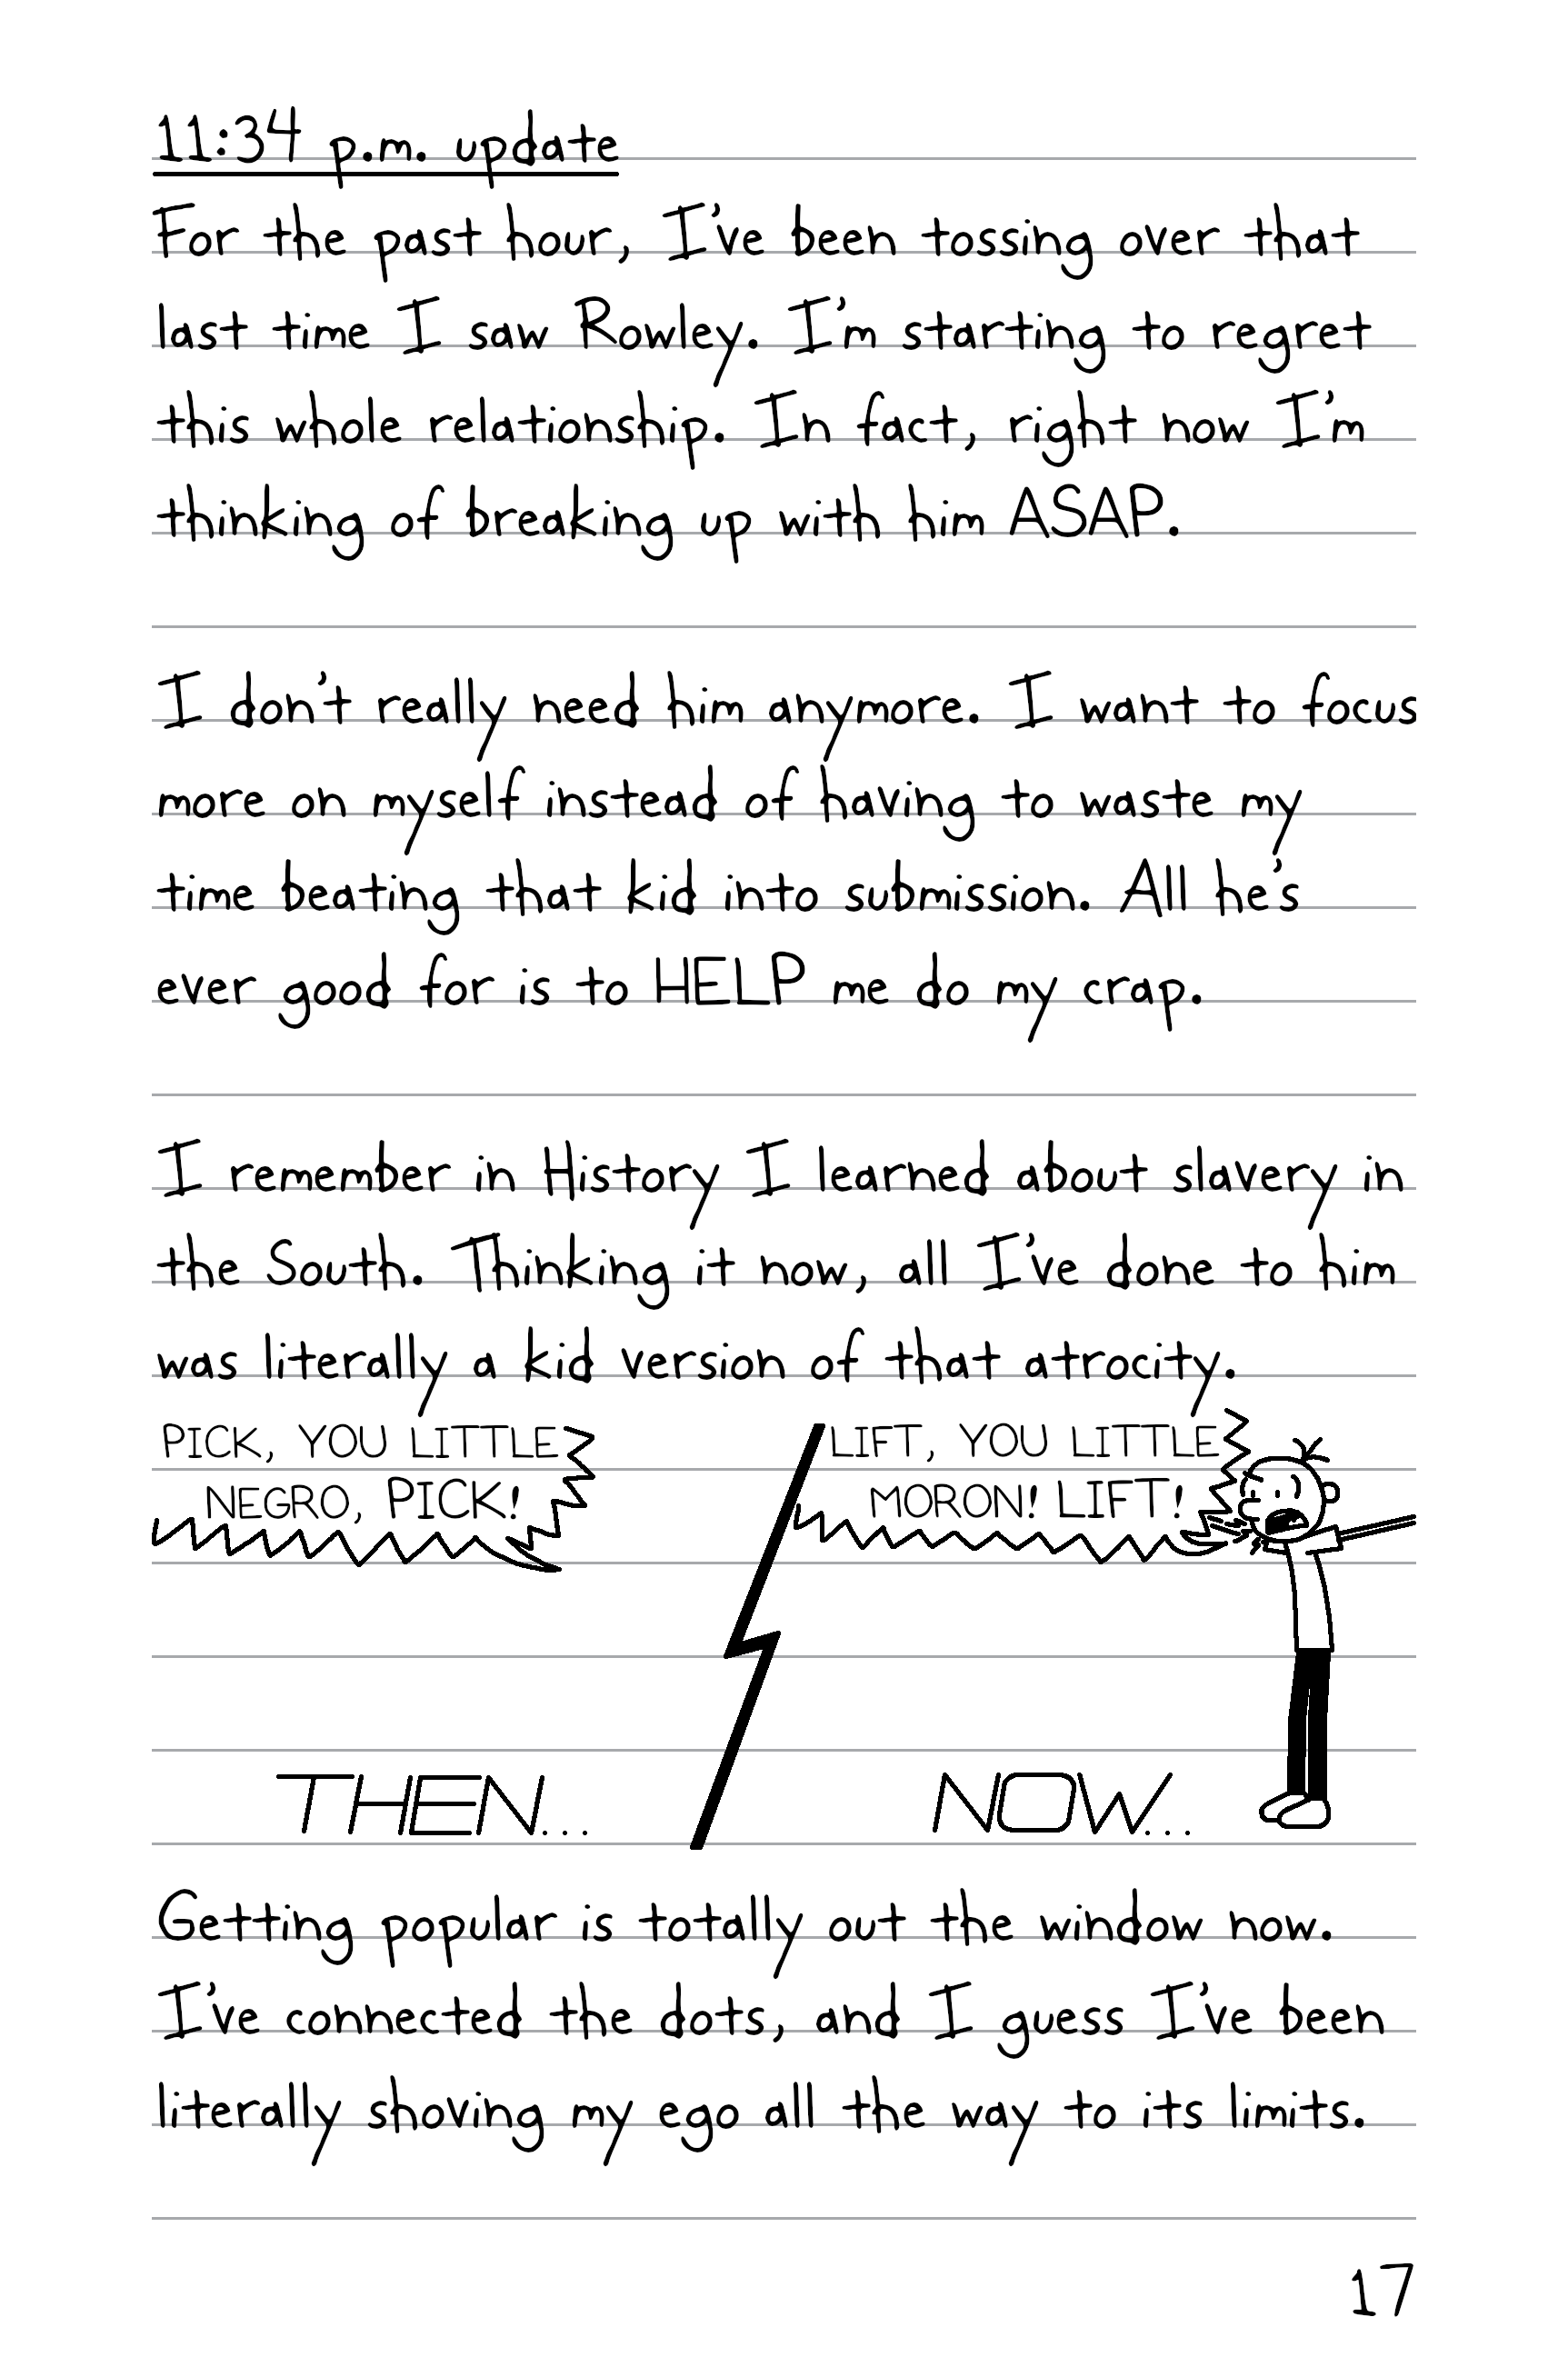 11:34 p.m. update
For the past hour, I've been tossing over that
last time I saw Rowley. I'm starting to regret
this whole relationship. In fact, right now I'm
thinking of breaking up with him ASAP.
I don't really need him anymore. I want to focus
more on myself instead of having to waste my
time beating that kid into submission. All he's
ever good for is to HELP me do my crap.
I remember in History I learned about slavery in
the South. Thinking it now, all I've done to him
was literally a kid version of that atrocity.
PICK, YOU LITTLE
NEGRO, PICK!
THEN...
LIFT, YOU LITTLE
MORON! LIFT!
NOW...
Getting popular is totally out the window now.
I've connected the dots, and I guess I've been
literally shoving my ego all the way to its limits.
17